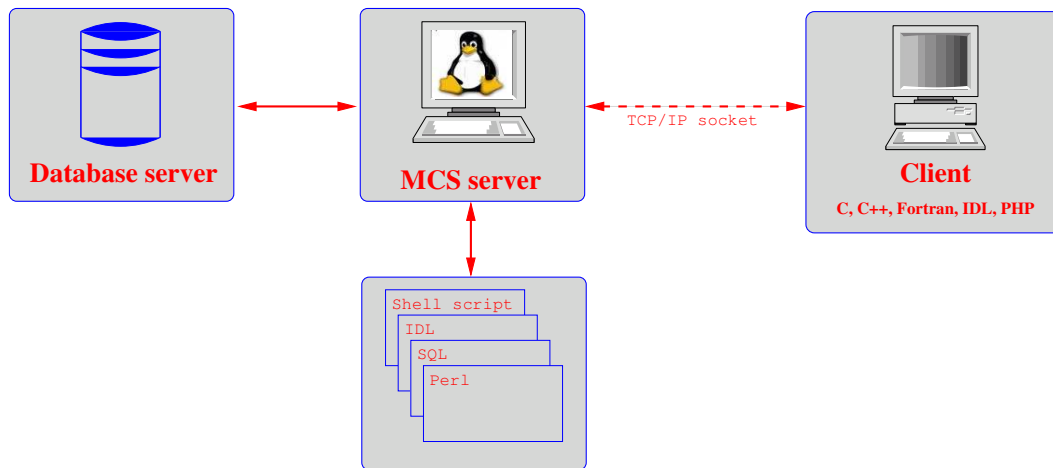 TCP/IP socket
Database server
MCS server
Client
C, C++, Fortran, IDL, PHP
Shell script
IDL
SQL
Perl